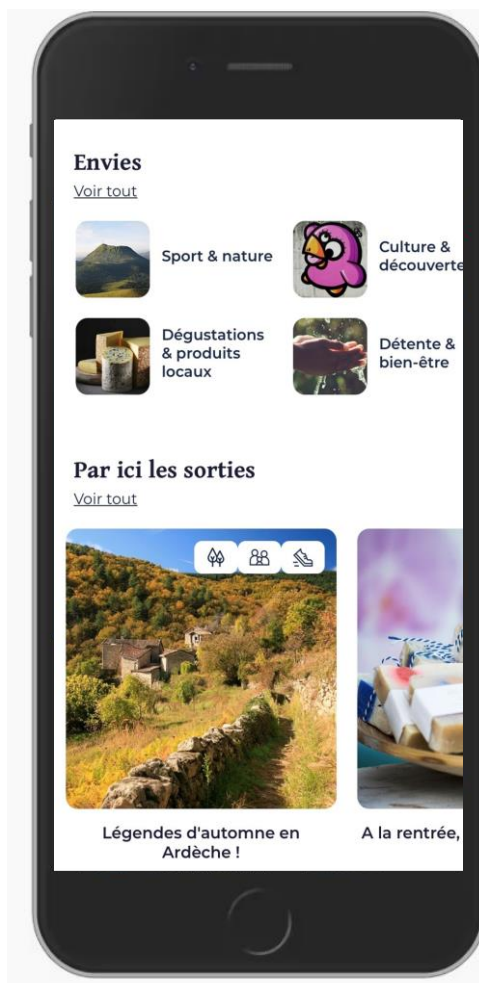 Envies
Voir tout
Sport & nature
Culture &
découverte
Dégustations
& produits
locaux
Détente &
bien-être
Par ici les sorties
Voir tout
Légendes d'automne en
Ardèche !
A la rentrée,